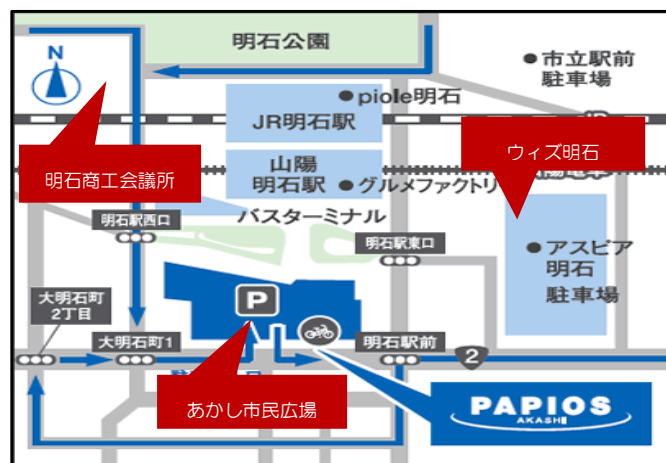 明石公園
N
市立駅前
駐車場
piole明石
JR明石駅
ウィズ明石
明石商工会議所
山陽
明石駅
グルメファクトリ
バスターミナル
明石駅西口
明石駅東口
アスピア
明石
駐車場
P
大明石町
2丁目
大明石町1
明石駅前
2
あかし市民広場
PAPIOS
AKASHI